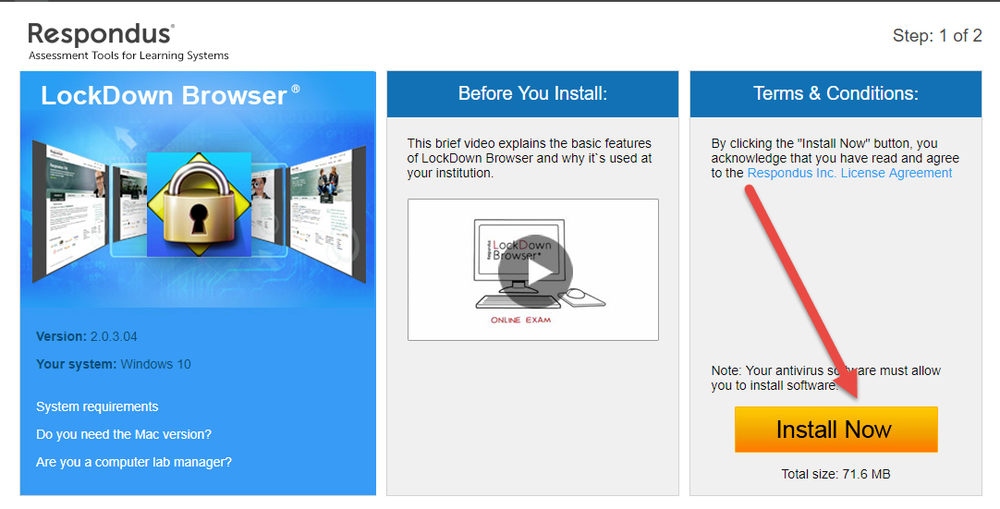 Respondus®
Assessment Tools for Learning Systems
Step: 1 of 2
LockDown Browser®
Version: 2.0.3.04
Your system: Windows 10
System requirements
Do you need the Mac version?
Are you a computer lab manager?
Before You Install:
This brief video explains the basic features
of LockDown Browser and why it`s used at
your institution.
Respondus
LockDown
Browser
ONLINE EXAM
Terms & Conditions:
By clicking the "Install Now" button, you
acknowledge that you have read and agree
to the Respondus Inc. License Agreement
Note: Your antivirus software must allow
you to install software.
Install Now
Total size: 71.6 MB